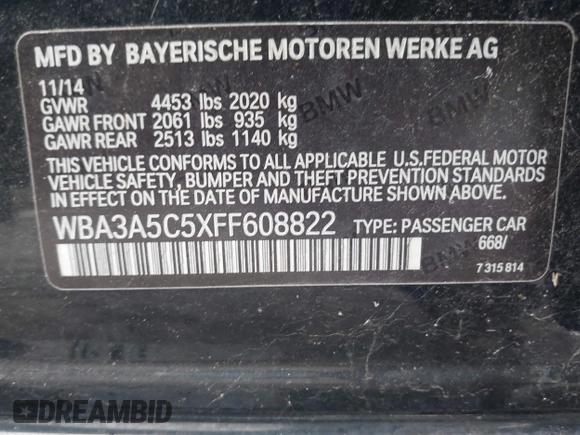 MFD BY BAYERISCHE MOTOREN WERKE AG
11/14
GVWR 4453 lbs 2020 kg
GAWR FRONT 2061 lbs 935 kg
GAWR REAR 2513 lbs 1140 kg
THIS VEHICLE CONFORMS TO ALL APPLICABLE U.S.FEDERAL MOTOR
VEHICLE SAFETY, BUMPER AND THEFT PREVENTION STANDARDS
IN EFFECT ON THE DATE OF MANUFACTURE SHOWN ABOVE.
WBA3A5C5XFF608822 TYPE: PASSENGER CAR
668/
7 315 814
BMW
DREAMBID